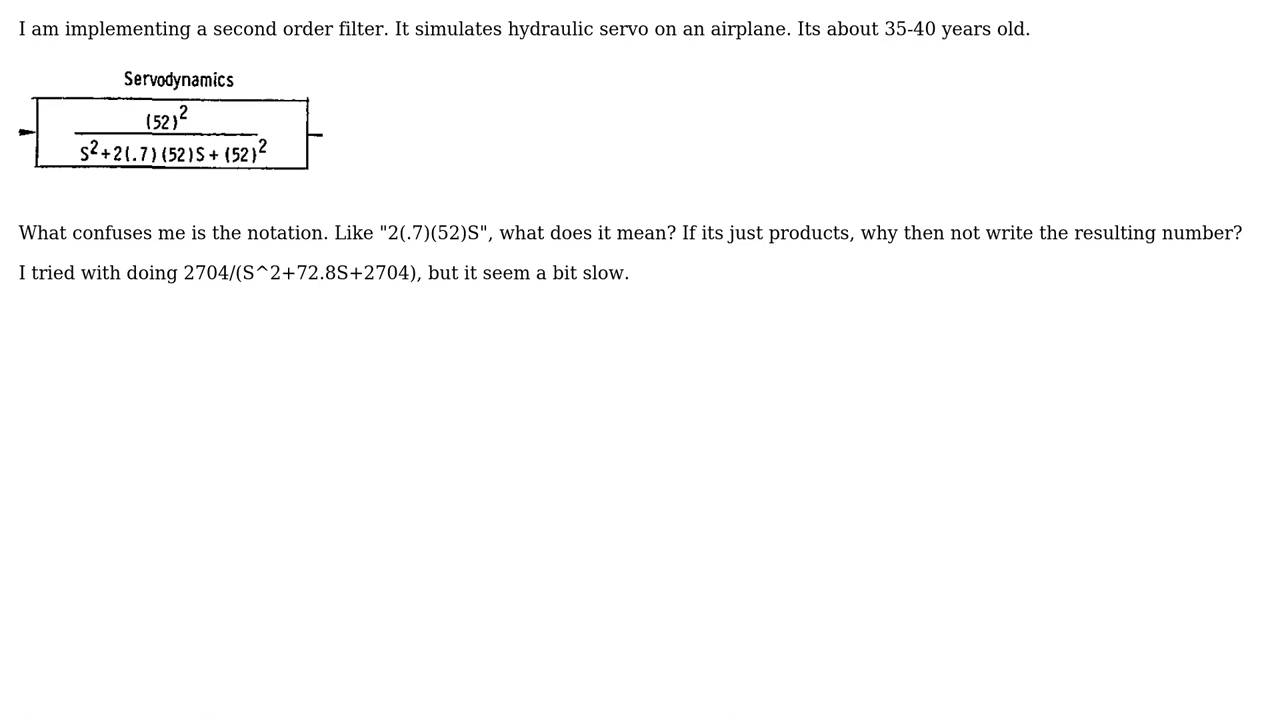 I am implementing a second order filter. It simulates hydraulic servo on an airplane. Its about 35-40 years old.
Servodynamics
(52)²
S²+2(.7)(52)S+(52)²
What confuses me is the notation. Like "2(.7)(52)S", what does it mean? If its just products, why then not write the resulting number?
I tried with doing 2704/(S^2+72.8S+2704), but it seem a bit slow.